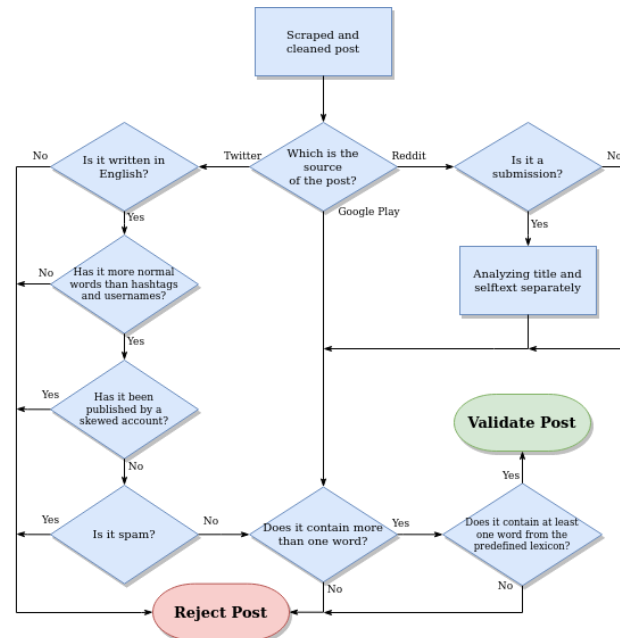 Scraped and
cleaned post
No
Is it written in
English?
Twitter
Which is the
source
of the post?
Reddit
Is it a
submission?
No
Yes
Google Play
Yes
No
Has it more normal
words than hashtags
and usernames?
Analyzing title and
selftext separately
Yes
Yes
Has it been
published by a
skewed account?
Validate Post
No
Yes
Yes
Is it spam?
No
Does it contain more
than one word?
Yes
Does it contain at least
one word from the
predefined lexicon?
No
No
Reject Post